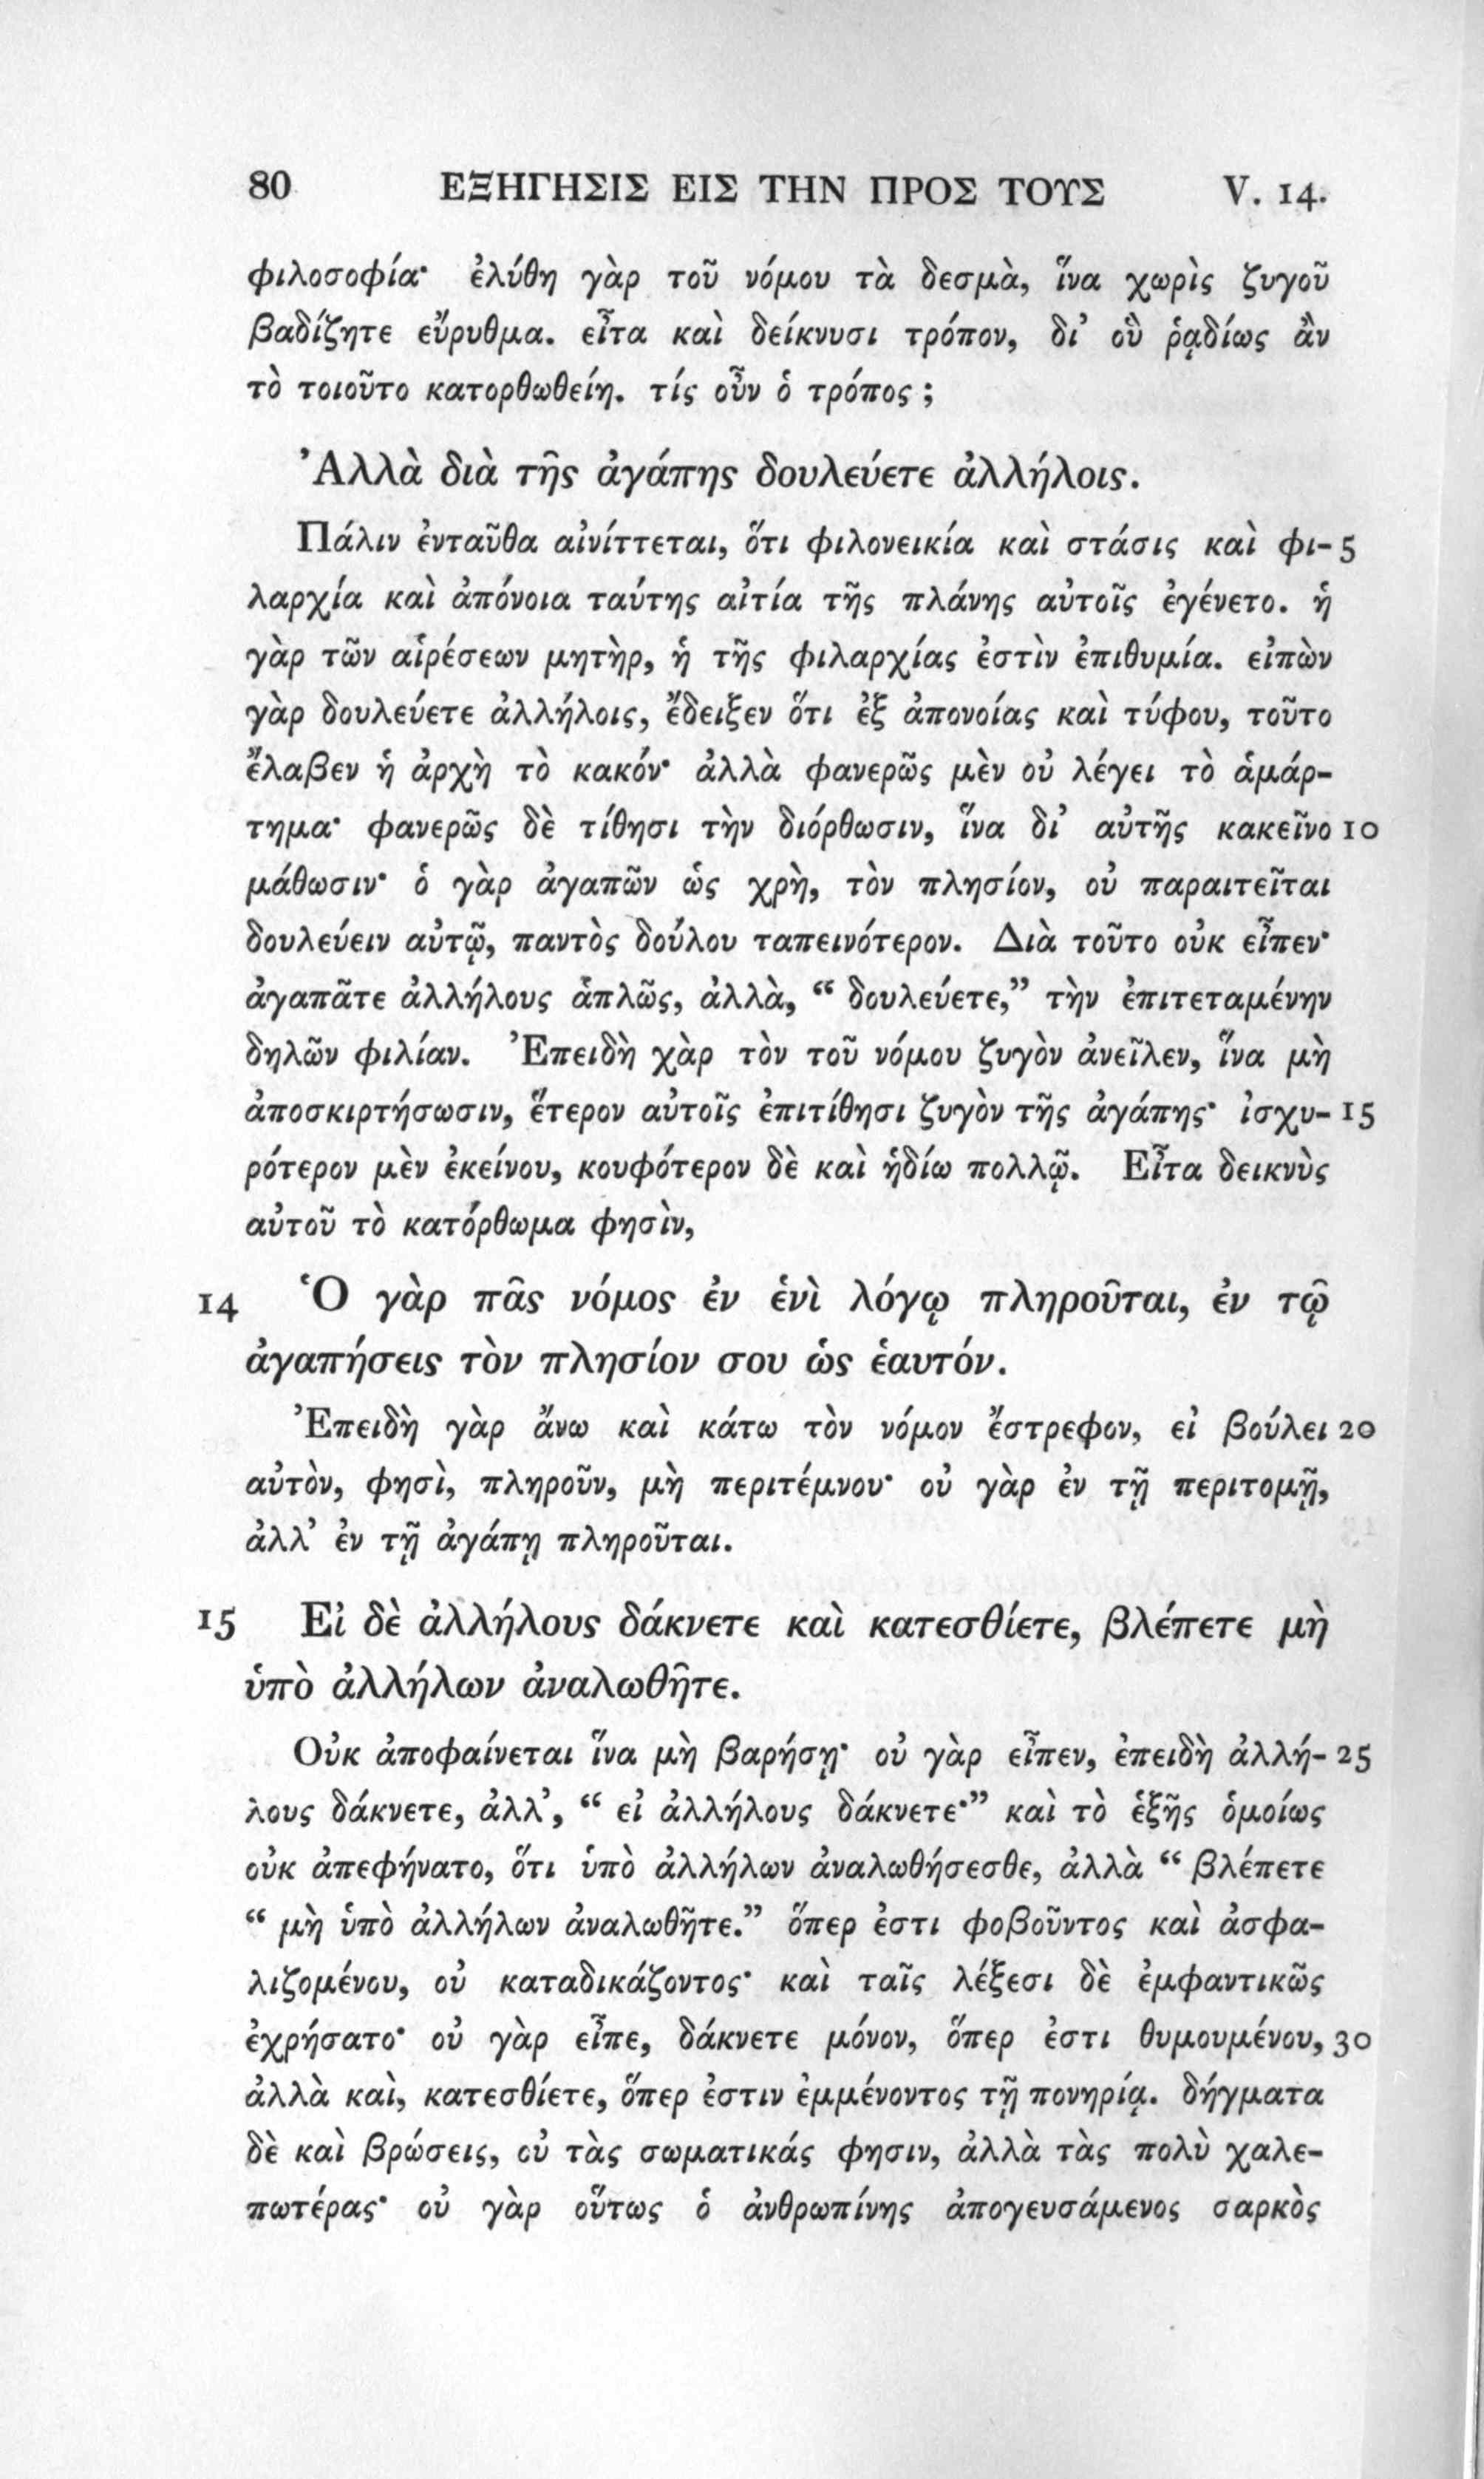 80 ΕΞΗΓΗΣΙΣ ΕΙΣ ΤΗΝ ΠΡΟΣ ΤΟΥΣ V. 14.
φιλοσοφία· ἐλύθη γὰρ τοῦ νόμου τὰ δεσμὰ, ἵνα χωρὶς ζυγοῦ
βαδίζητε εὔρυθμα. εἶτα καὶ δείκνυσι τρόπον, δι’ οὗ ῥᾳδίως ἂν
τὸ τοιοῦτο κατορθωθείη. τίς οὖν ὁ τρόπος ;
Ἀλλὰ διὰ τῆς ἀγάπης δουλεύετε ἀλλήλοις.
Πάλιν ἐνταῦθα αἰνίττεται, ὅτι φιλονεικία καὶ στάσις καὶ φι- 5
λαρχία καὶ ἀπόνοια ταύτης αἰτία τῆς πλάνης αὐτοῖς ἐγένετο. ἡ
γὰρ τῶν αἱρέσεων μητὴρ, ἡ τῆς φιλαρχίας ἐστὶν ἐπιθυμία. εἰπὼν
γὰρ δουλεύετε ἀλλήλοις, ἔδειξεν ὅτι ἐξ ἀπονοίας καὶ τύφου, τοῦτο
ἔλαβεν ἡ ἀρχὴ τὸ κακόν· ἀλλὰ φανερῶς μὲν οὐ λέγει τὸ ἁμάρ-
τημα· φανερῶς δὲ τίθησι τὴν διόρθωσιν, ἵνα δι’ αὐτῆς κακεῖνο 10
μάθωσιν· ὁ γὰρ ἀγαπῶν ὡς χρὴ, τὸν πλησίον, οὐ παραιτεῖται
δουλεύειν αὐτῷ, παντὸς δούλου ταπεινότερον. Διὰ τοῦτο οὐκ εἶπεν·
ἀγαπᾶτε ἀλλήλους ἁπλῶς, ἀλλὰ, “ δουλεύετε,” τὴν ἐπιτεταμένην
δηλῶν φιλίαν. Ἐπειδὴ χὰρ τὸν τοῦ νόμου ζυγὸν ἀνεῖλεν, ἵνα μὴ
ἀποσκιρτήσωσιν, ἕτερον αὐτοῖς ἐπιτίθησι ζυγὸν τῆς ἀγάπης· ἰσχυ- 15
ρότερον μὲν ἐκείνου, κουφότερον δὲ καὶ ἡδίω πολλῷ. Εἶτα δεικνὺς
αὐτοῦ τὸ κατόρθωμα φησὶν,
14 Ὁ γὰρ πᾶς νόμος ἐν ἑνὶ λόγῳ πληροῦται, ἐν τῷ
ἀγαπήσεις τὸν πλησίον σου ὡς ἑαυτόν.
Ἐπειδὴ γὰρ ἄνω καὶ κάτω τὸν νόμον ἔστρεφον, εἰ βούλει 20
αὐτὸν, φησὶ, πληροῦν, μὴ περιτέμνου· οὐ γὰρ ἐν τῇ περιτομῇ,
ἀλλ’ ἐν τῇ ἀγάπῃ πληροῦται.
15 Εἰ δὲ ἀλλήλους δάκνετε καὶ κατεσθίετε, βλέπετε μὴ
ὑπὸ ἀλλήλων ἀναλωθῆτε.
Οὐκ ἀποφαίνεται ἵνα μὴ βαρήσῃ· οὐ γὰρ εἶπεν, ἐπειδὴ ἀλλή- 25
λους δάκνετε, ἀλλ’, “ εἰ ἀλλήλους δάκνετε·” καὶ τὸ ἑξῆς ὁμοίως
οὐκ ἀπεφήνατο, ὅτι ὑπὸ ἀλλήλων ἀναλωθήσεσθε, ἀλλὰ “ βλέπετε
“ μὴ ὑπὸ ἀλλήλων ἀναλωθῆτε.” ὅπερ ἐστι φοβοῦντος καὶ ἀσφα-
λιζομένου, οὐ καταδικάζοντος· καὶ ταῖς λέξεσι δὲ ἐμφαντικῶς
ἐχρήσατο· οὐ γὰρ εἶπε, δάκνετε μόνον, ὅπερ ἐστι θυμουμένου, 30
ἀλλὰ καὶ, κατεσθίετε, ὅπερ ἐστιν ἐμμένοντος τῇ πονηρίᾳ. δήγματα
δὲ καὶ βρώσεις, οὐ τὰς σωματικάς φησιν, ἀλλὰ τὰς πολὺ χαλε-
πωτέρας· οὐ γὰρ οὕτως ὁ ἀνθρωπίνης ἀπογευσάμενος σαρκὸς